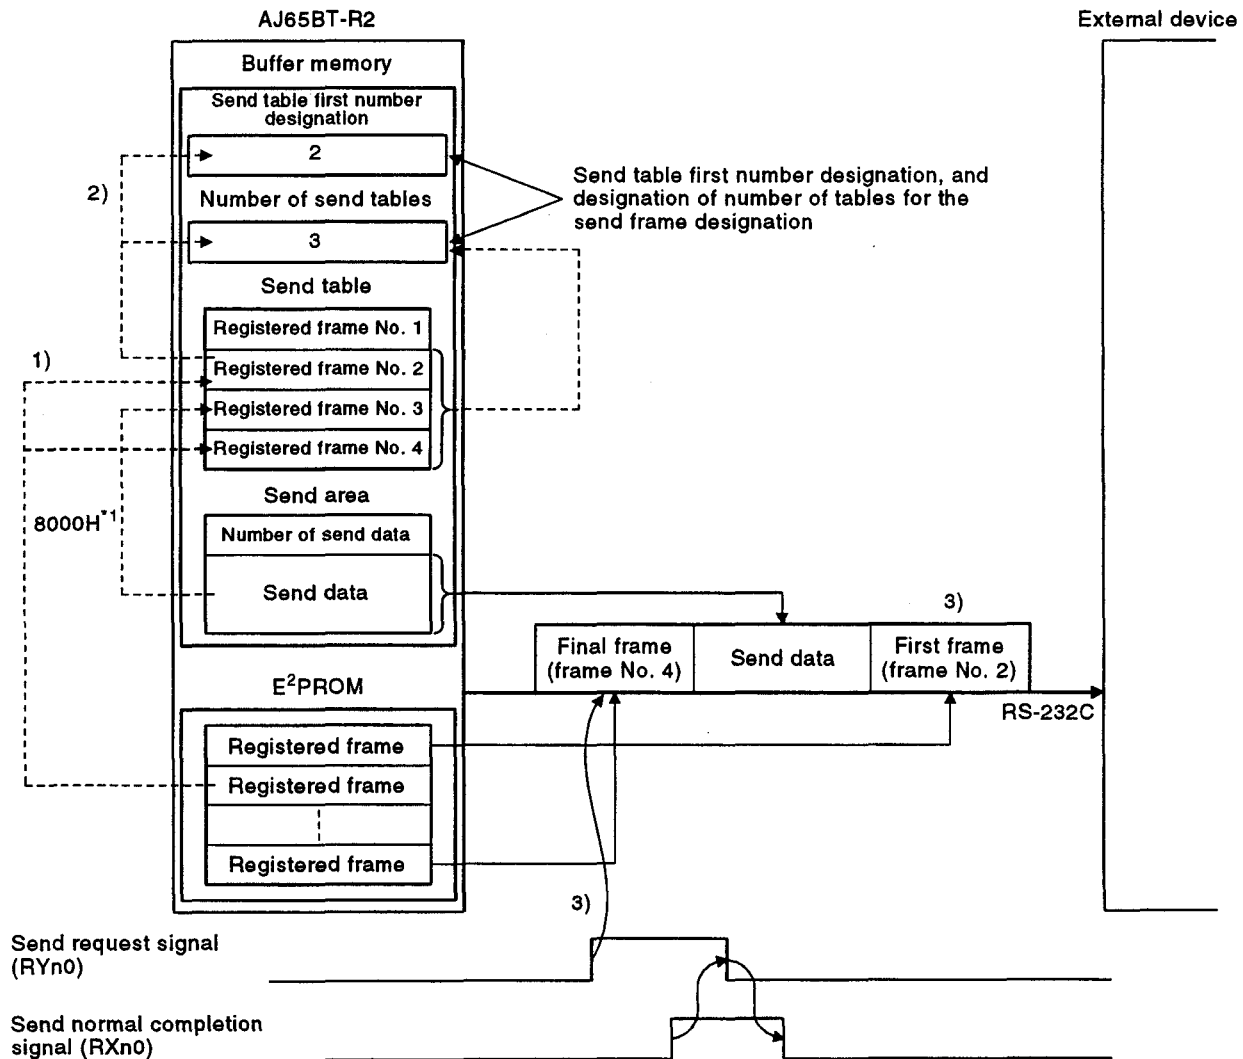 AJ65BT-R2
External device
Buffer memory
Send table first number
designation
2
2)
Number of send tables
3
Send table first number designation, and
designation of number of tables for the
send frame designation
Send table
Registered frame No. 1
1)
Registered frame No. 2
Registered frame No. 3
Registered frame No. 4
Send area
8000H*1
Number of send data
Send data
3)
Final frame
(frame No. 4)
Send data
First frame
(frame No. 2)
E²PROM
RS-232C
Registered frame
Registered frame
Registered frame
3)
Send request signal
(RYn0)
Send normal completion
signal (RXn0)